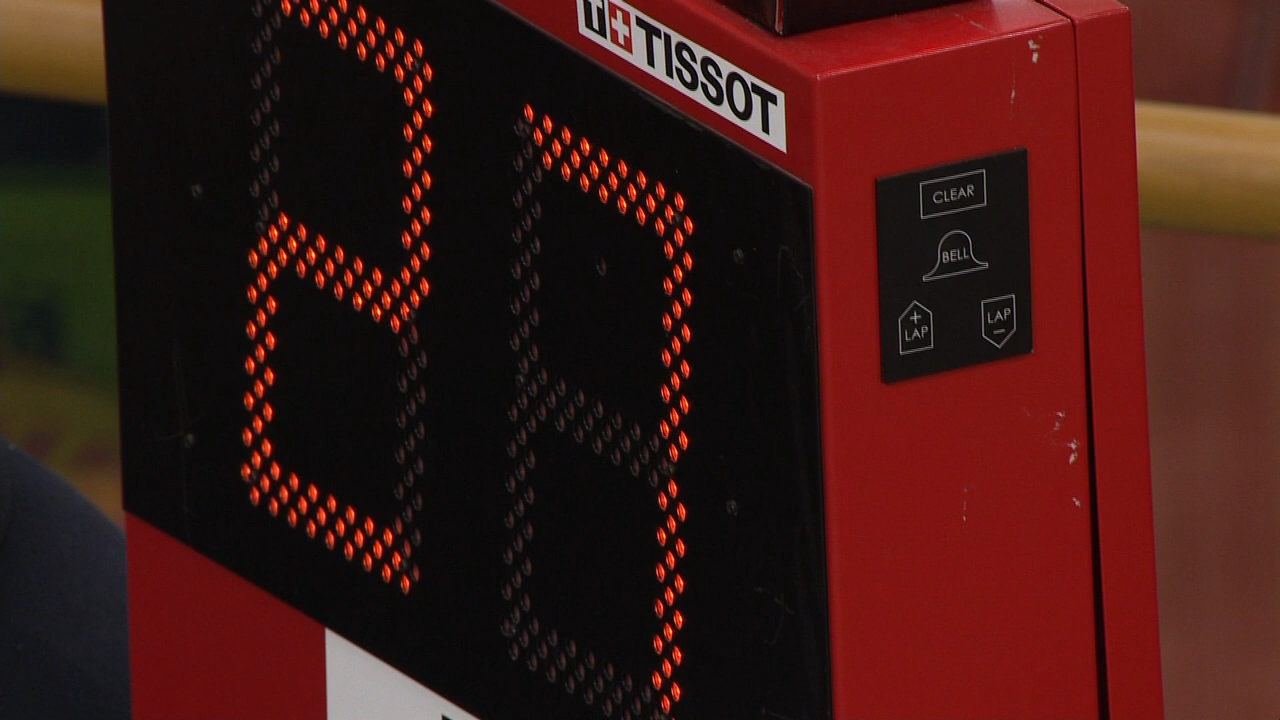 T+ TISSOT
27
CLEAR
BELL
+ LAP
LAP −